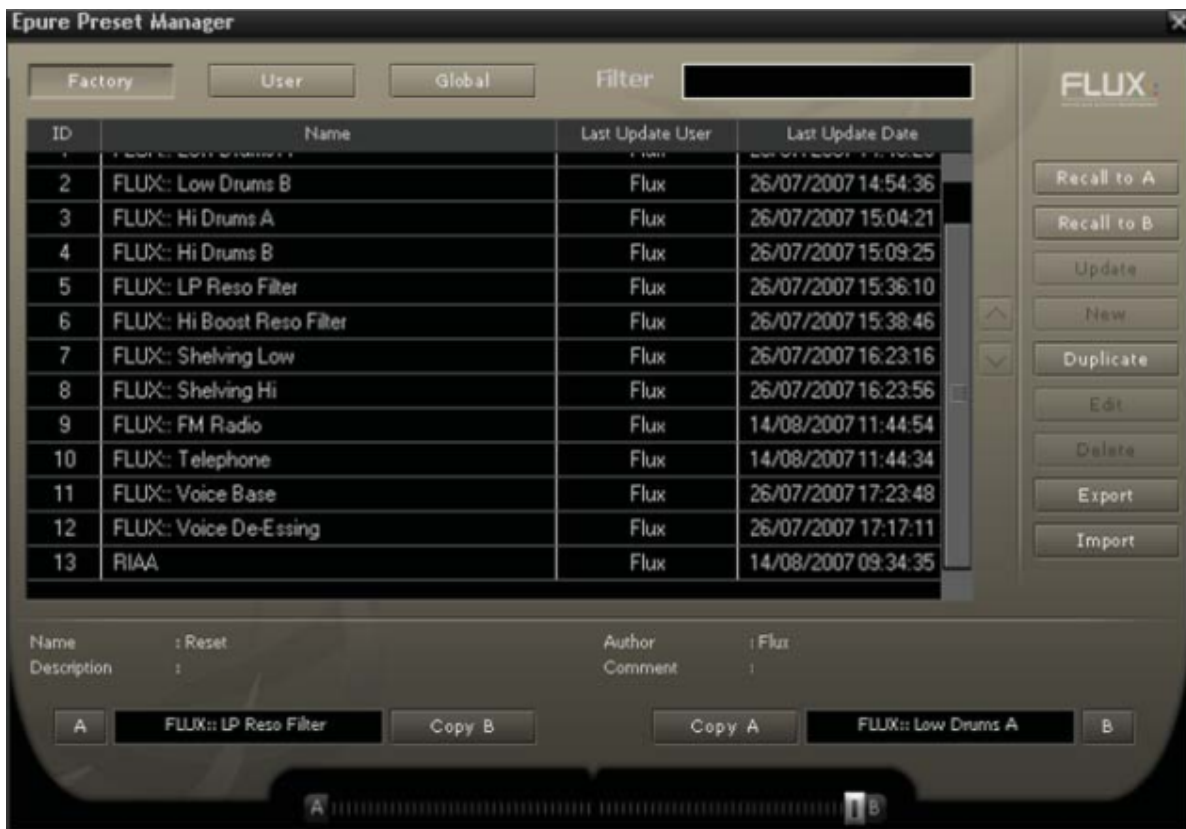 Epure Preset Manager
Factory User Global Filter
FLUX::
ID Name Last Update User Last Update Date
2 FLUX:: Low Drums B Flux 26/07/2007 14:54:36
3 FLUX:: Hi Drums A Flux 26/07/2007 15:04:21
4 FLUX:: Hi Drums B Flux 26/07/2007 15:09:25
5 FLUX:: LP Reso Filter Flux 26/07/2007 15:36:10
6 FLUX:: Hi Boost Reso Filter Flux 26/07/2007 15:38:46
7 FLUX:: Shelving Low Flux 26/07/2007 16:23:16
8 FLUX:: Shelving Hi Flux 26/07/2007 16:23:56
9 FLUX:: FM Radio Flux 14/08/2007 11:44:54
10 FLUX:: Telephone Flux 14/08/2007 11:44:34
11 FLUX:: Voice Base Flux 26/07/2007 17:23:48
12 FLUX:: Voice De-Essing Flux 26/07/2007 17:17:11
13 RIAA Flux 14/08/2007 09:34:35
Recall to A
Recall to B
Update
New
Duplicate
Edit
Delete
Export
Import
Name : Reset Author : Flux
Description : Comment :
A FLUX:: LP Reso Filter Copy B Copy A FLUX:: Low Drums A B
A B